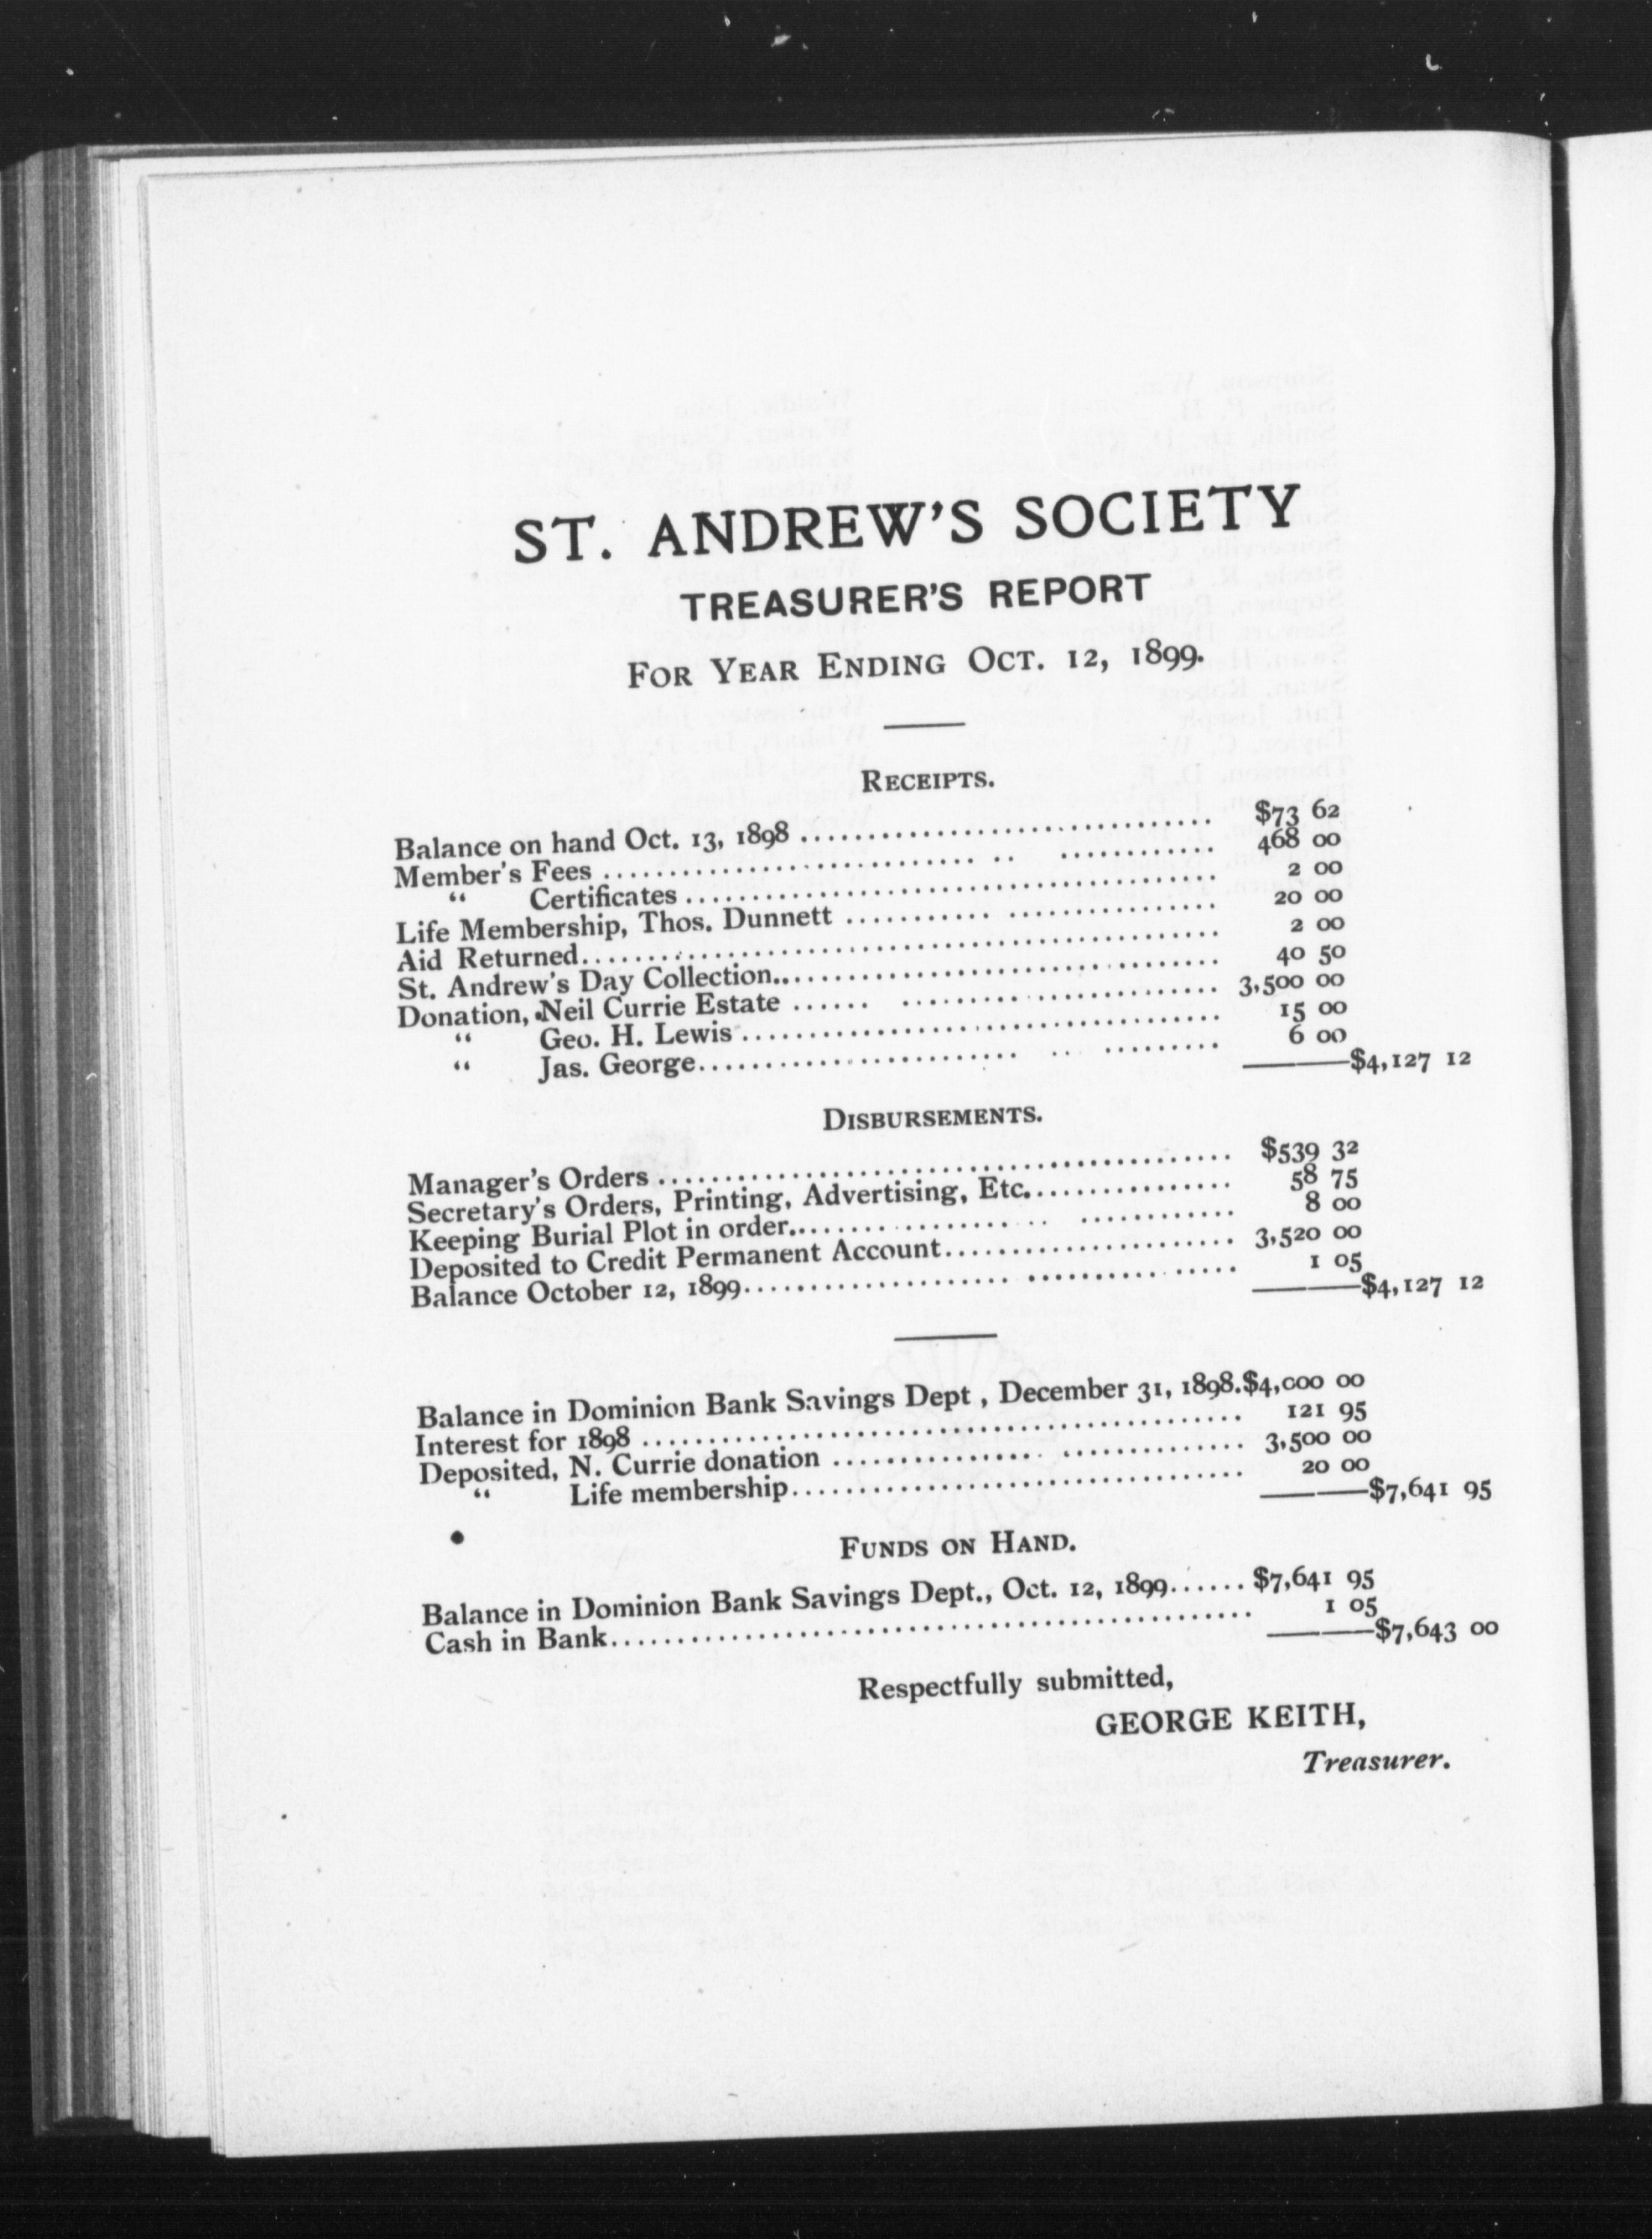 ST. ANDREW'S SOCIETY
TREASURER'S REPORT
FOR YEAR ENDING OCT. 12, 1899.
RECEIPTS.
Balance on hand Oct. 13, 1898 .............................. $73 62
Member's Fees .............................. 468 00
" Certificates .............................. 2 00
Life Membership, Thos. Dunnett .............................. 20 00
Aid Returned.............................. 2 00
St. Andrew's Day Collection.............................. 40 50
Donation, Neil Currie Estate .............................. 3,500 00
" Geo. H. Lewis .............................. 15 00
" Jas. George.............................. 6 00
$4,127 12
DISBURSEMENTS.
Manager's Orders .............................. $539 32
Secretary's Orders, Printing, Advertising, Etc............... 58 75
Keeping Burial Plot in order.............................. 8 00
Deposited to Credit Permanent Account...................... 3,520 00
Balance October 12, 1899.............................. 1 05
$4,127 12
Balance in Dominion Bank Savings Dept , December 31, 1898.$4,000 00
Interest for 1898 .............................. 121 95
Deposited, N. Currie donation .............................. 3,500 00
" Life membership.............................. 20 00
$7,641 95
FUNDS ON HAND.
Balance in Dominion Bank Savings Dept., Oct. 12, 1899...... $7,641 95
Cash in Bank.............................. 1 05
$7,643 00
Respectfully submitted,
GEORGE KEITH,
Treasurer.